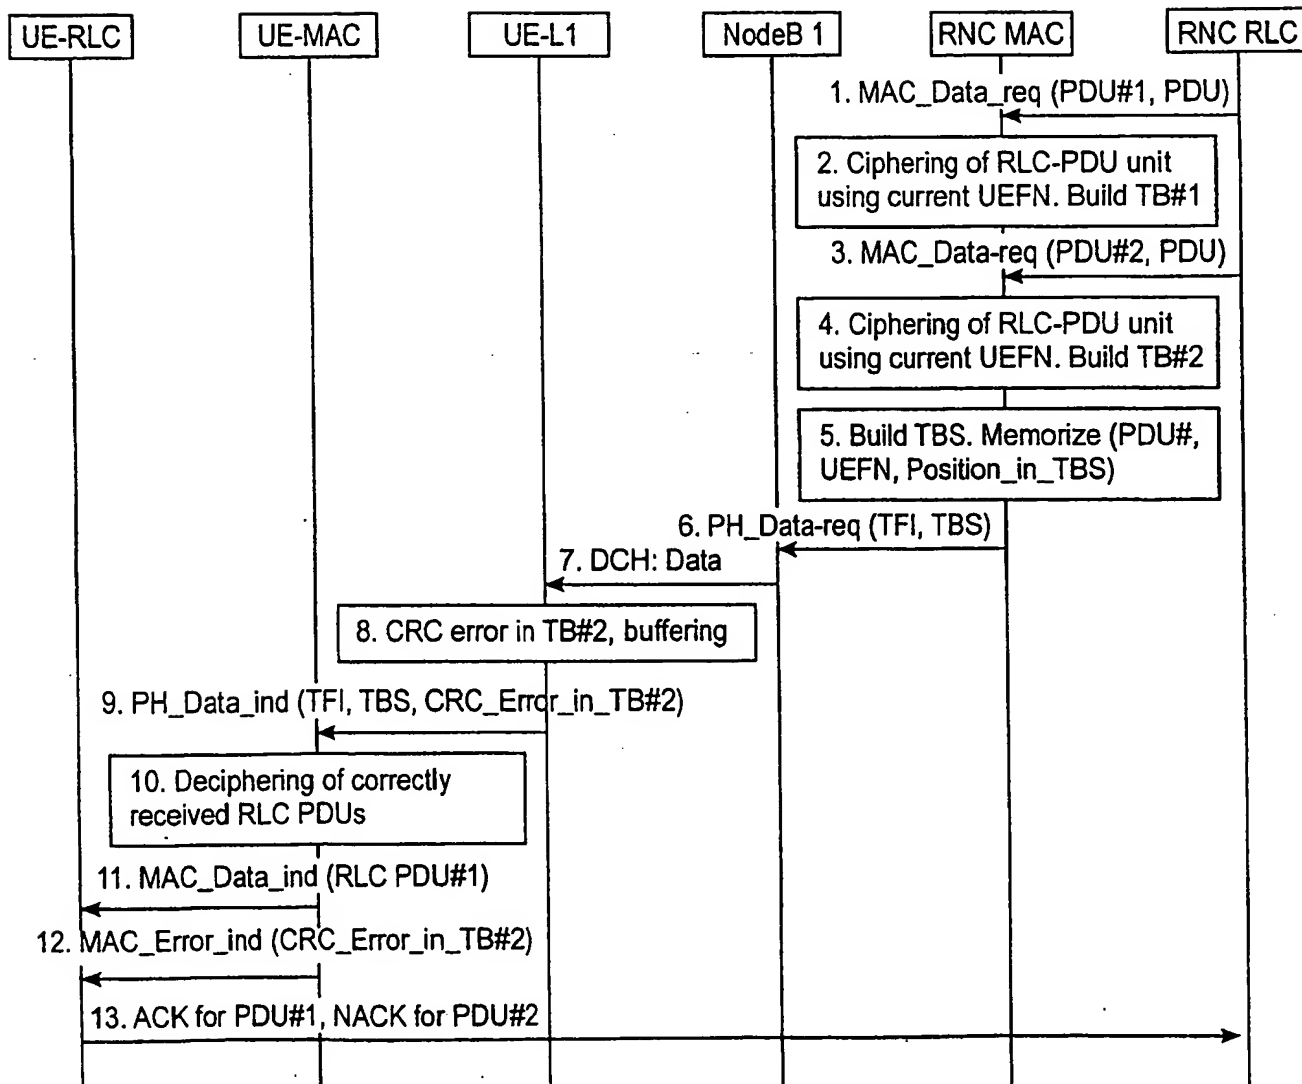 UE-RLC
UE-MAC
UE-L1
NodeB 1
RNC MAC
RNC RLC
1. MAC_Data_req (PDU#1, PDU)
2. Ciphering of RLC-PDU unit
using current UEFN. Build TB#1
3. MAC_Data-req (PDU#2, PDU)
4. Ciphering of RLC-PDU unit
using current UEFN. Build TB#2
5. Build TBS. Memorize (PDU#,
UEFN, Position_in_TBS)
6. PH_Data-req (TFI, TBS)
7. DCH: Data
8. CRC error in TB#2, buffering
9. PH_Data_ind (TFI, TBS, CRC_Error_in_TB#2)
10. Deciphering of correctly
received RLC PDUs
11. MAC_Data_ind (RLC PDU#1)
12. MAC_Error_ind (CRC_Error_in_TB#2)
13. ACK for PDU#1, NACK for PDU#2